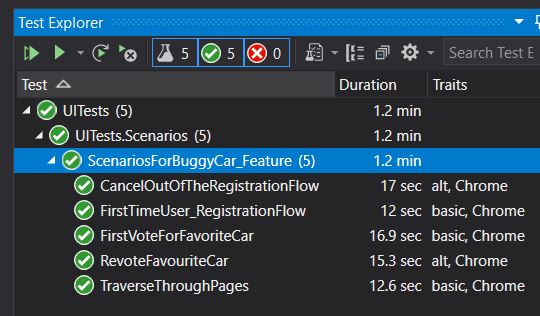 Test Explorer
5 5 0 Search Test E
Test Duration Traits
UITests (5) 1.2 min
UITests.Scenarios (5) 1.2 min
ScenariosForBuggyCar_Feature (5) 1.2 min
CancelOutOfTheRegistrationFlow 17 sec alt, Chrome
FirstTimeUser_RegistrationFlow 12 sec basic, Chrome
FirstVoteForFavoriteCar 16.9 sec basic, Chrome
RevoteFavouriteCar 15.3 sec alt, Chrome
TraverseThroughPages 12.6 sec basic, Chrome